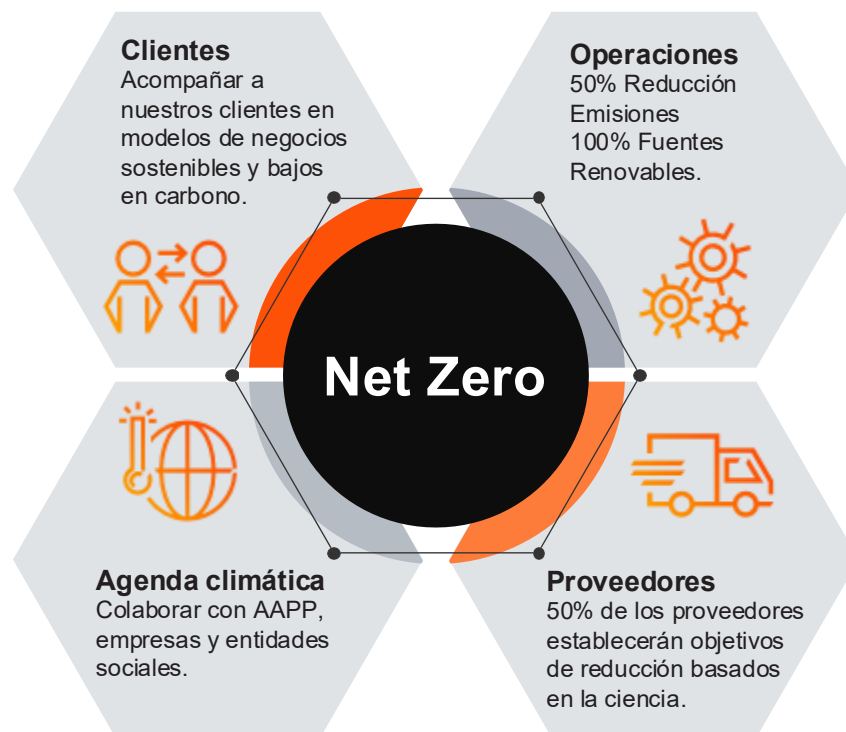 Clientes
Acompañar a
nuestros clientes en
modelos de negocios
sostenibles y bajos
en carbono.
Operaciones
50% Reducción
Emisiones
100% Fuentes
Renovables.
Net Zero
Agenda climática
Colaborar con AAPP,
empresas y entidades
sociales.
Proveedores
50% de los proveedores
establecerán objetivos
de reducción basados
en la ciencia.